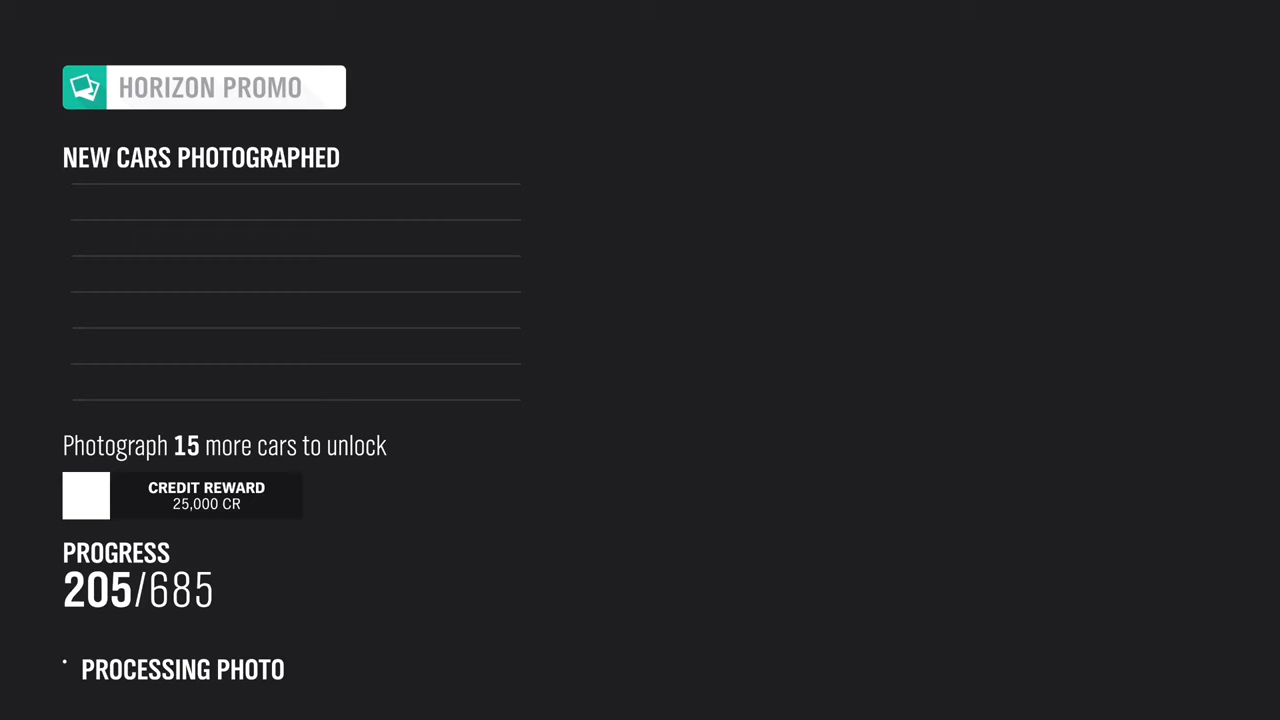 HORIZON PROMO
NEW CARS PHOTOGRAPHED
Photograph 15 more cars to unlock
CREDIT REWARD
25,000 CR
PROGRESS
205/685
PROCESSING PHOTO